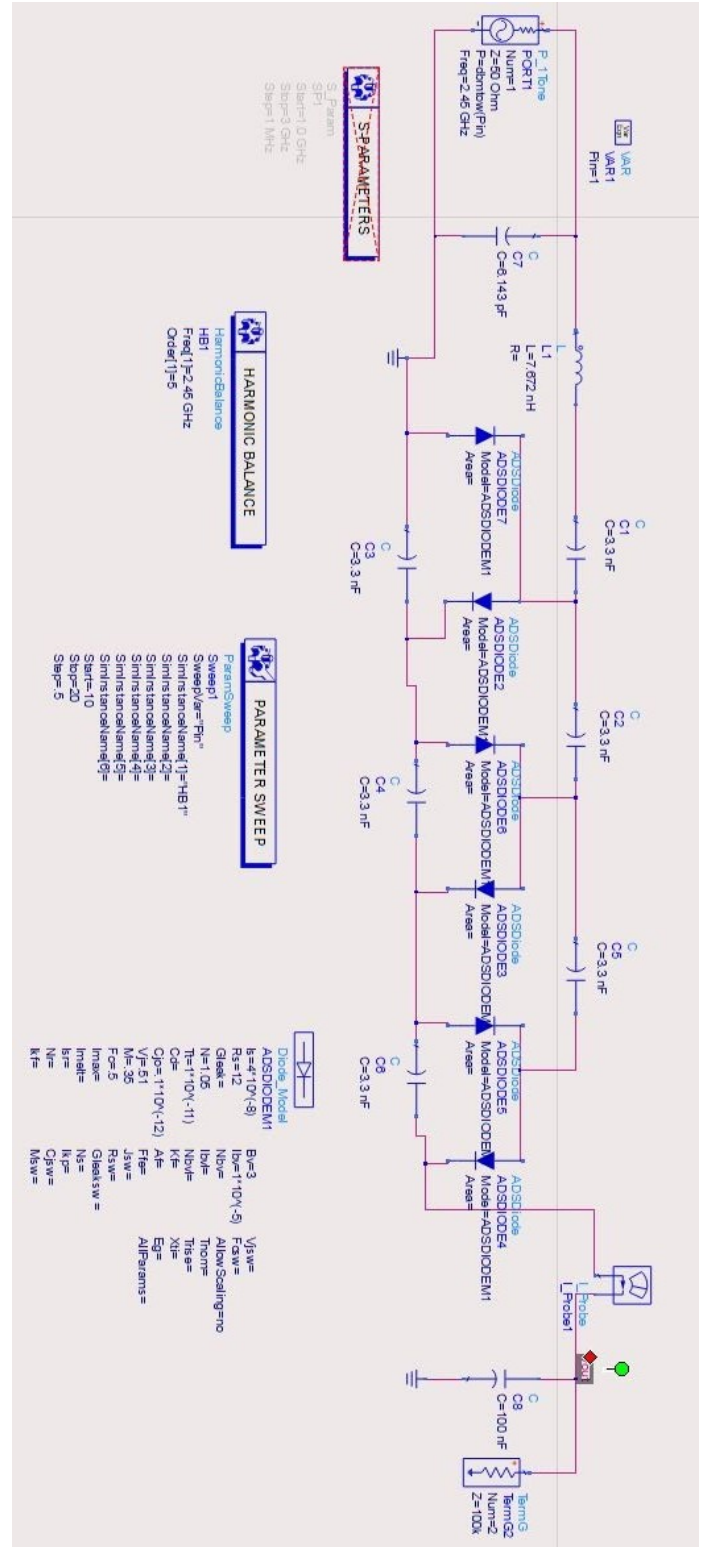 P_1Tone
PORT1
Num=1
Z=50 Ohm
P=dbmtow(Pin)
Freq=2.45 GHz
VAR
VAR1
Pin=1
S-PARAMETERS
S_Param
SP1
Start=1.0 GHz
Stop=3 GHz
Step=1 MHz
C
C7
C=6.143 pF
L
L1
L=7.672 nH
R=
C
C1
C=3.3 nF
C
C2
C=3.3 nF
C
C5
C=3.3 nF
ADSDiode
ADSDIODE7
Model=ADSDIODEM1
Area=
ADSDiode
ADSDIODE2
Model=ADSDIODEM1
Area=
ADSDiode
ADSDIODE6
Model=ADSDIODEM1
Area=
ADSDiode
ADSDIODE3
Model=ADSDIODEM
Area=
ADSDiode
ADSDIODE5
Model=ADSDIODEM
Area=
ADSDiode
ADSDIODE4
Model=ADSDIODEM1
Area=
C
C3
C=3.3 nF
C
C4
C=3.3 nF
C
C6
C=3.3 nF
I_Probe
I_Probe1
C
C8
C=100 nF
TermG
TermG2
Num=2
Z=100k
HARMONIC BALANCE
HarmonicBalance
HB1
Freq[1]=2.45 GHz
Order[1]=5
PARAMETER SWEEP
ParamSweep
Sweep1
SweepVar="Pin"
SimInstanceName[1]="HB1"
SimInstanceName[2]=
SimInstanceName[3]=
SimInstanceName[4]=
SimInstanceName[5]=
SimInstanceName[6]=
Start=-10
Stop=20
Step=.5
Diode_Model
ADSDIODEM1
Is=4*10^(-8)
Rs=12
Gleak=
N=1.05
Tt=1*10^(-11)
Cd=
Cjo=.1*10^(-12)
Vj=.51
M=.35
Fc=.5
Imax=
Imelt=
Isr=
Nr=
Ikf=
Bv=3
Ibv=1*10^(-5)
Nbv=
Ibvl=
Nbvl=
Kf=
Af=
Ffe=
Jsw=
Rsw=
Gleaksw=
Ns=
Ikp=
Cjsw=
Msw=
Vjsw=
Fcsw=
AllowScaling=no
Tnom=
Trise=
Xti=
Eg=
AllParams=